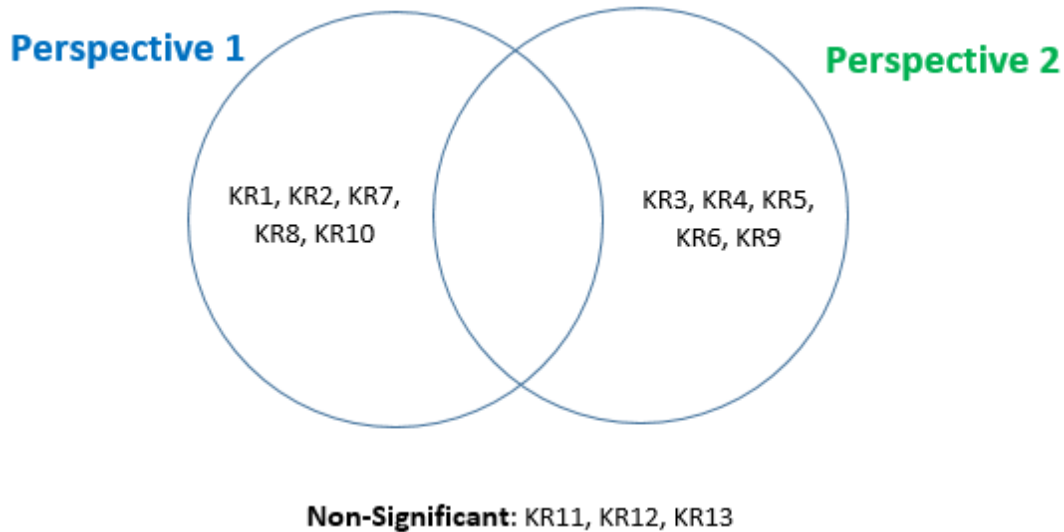 Perspective 1
Perspective 2
KR1, KR2, KR7,
KR8, KR10
KR3, KR4, KR5,
KR6, KR9
Non-Significant: KR11, KR12, KR13